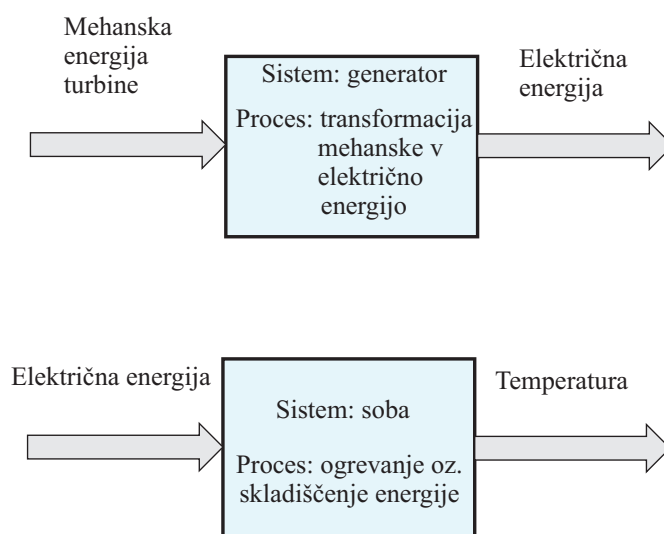 Mehanska
energija
turbine
Sistem: generator
Proces: transformacija
mehanske v
električno
energijo
Električna
energija
Električna energija
Sistem: soba
Proces: ogrevanje oz.
skladiščenje energije
Temperatura